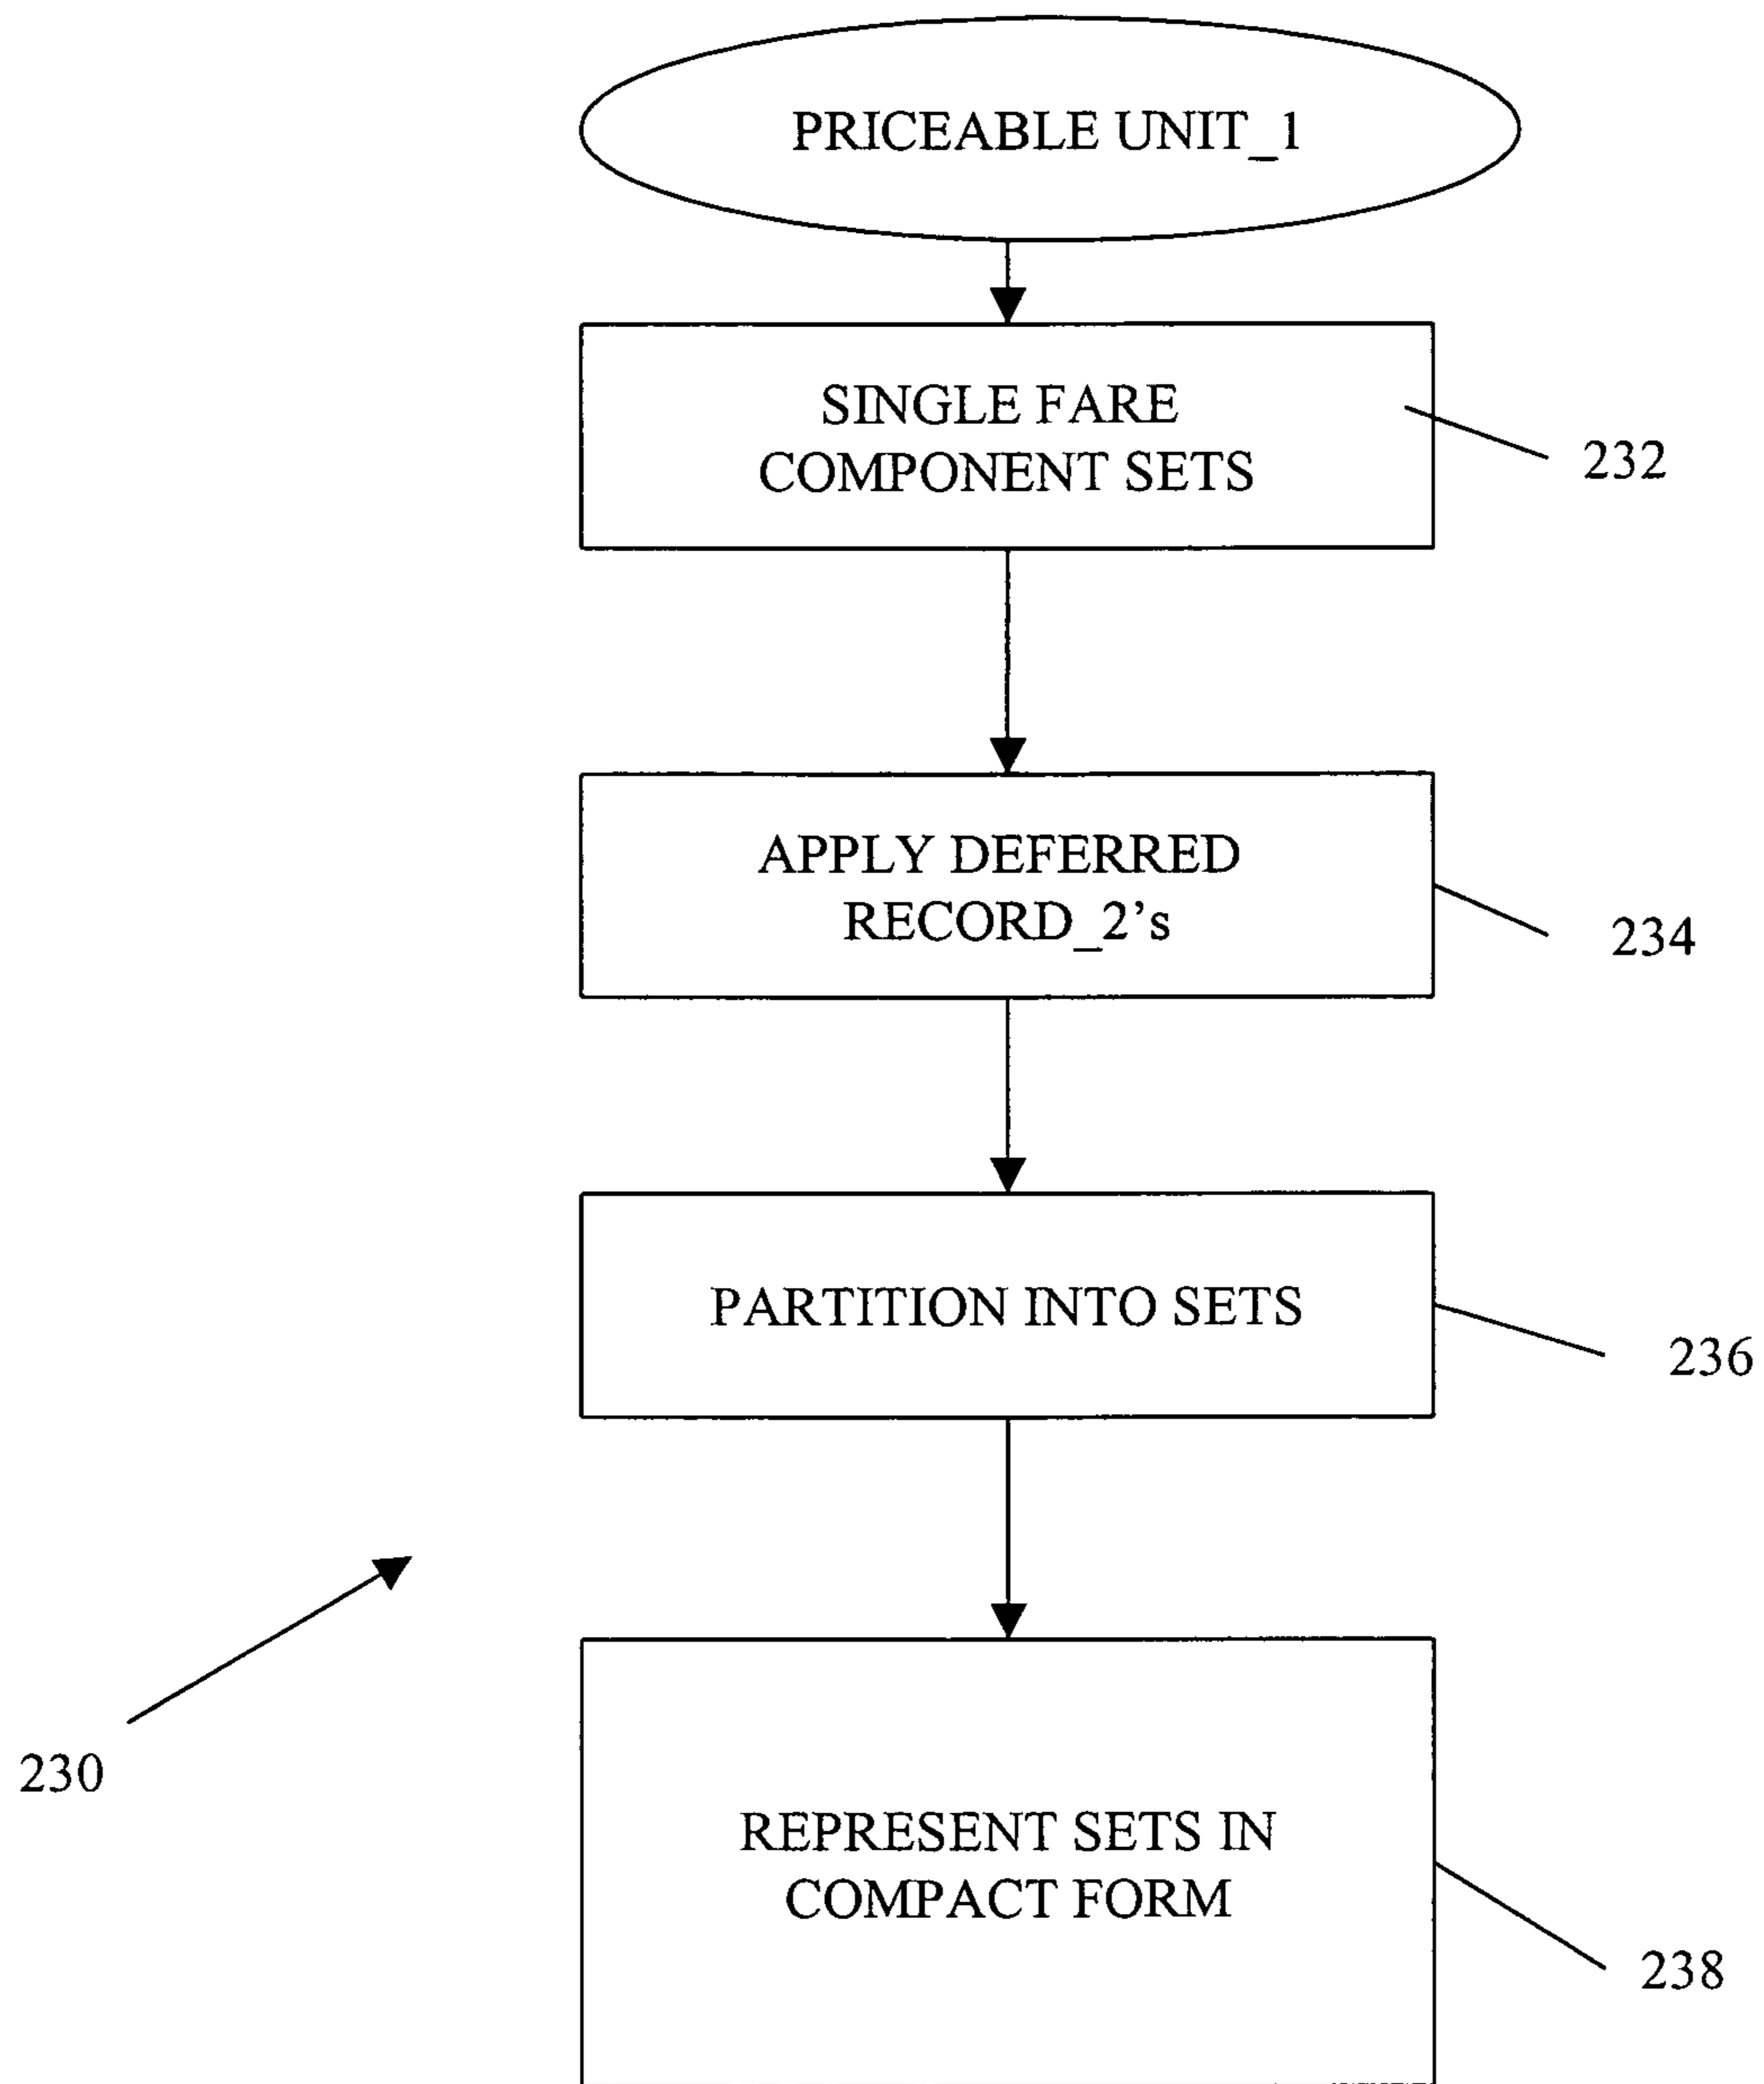 PRICEABLE UNIT_1
SINGLE FARE
COMPONENT SETS
232
APPLY DEFERRED
RECORD_2's
234
PARTITION INTO SETS
236
230
REPRESENT SETS IN
COMPACT FORM
238